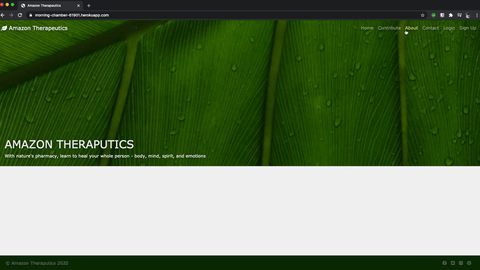 Amazon Therapeutics
morning-chamber-61901.herokuapp.com
Amazon Therapeutics
Home Contribute About Contact Login Sign Up
AMAZON THERAPUTICS
With nature's pharmacy, learn to heal your whole person - body, mind, spirit, and emotions
© Amazon Theraputics 2020